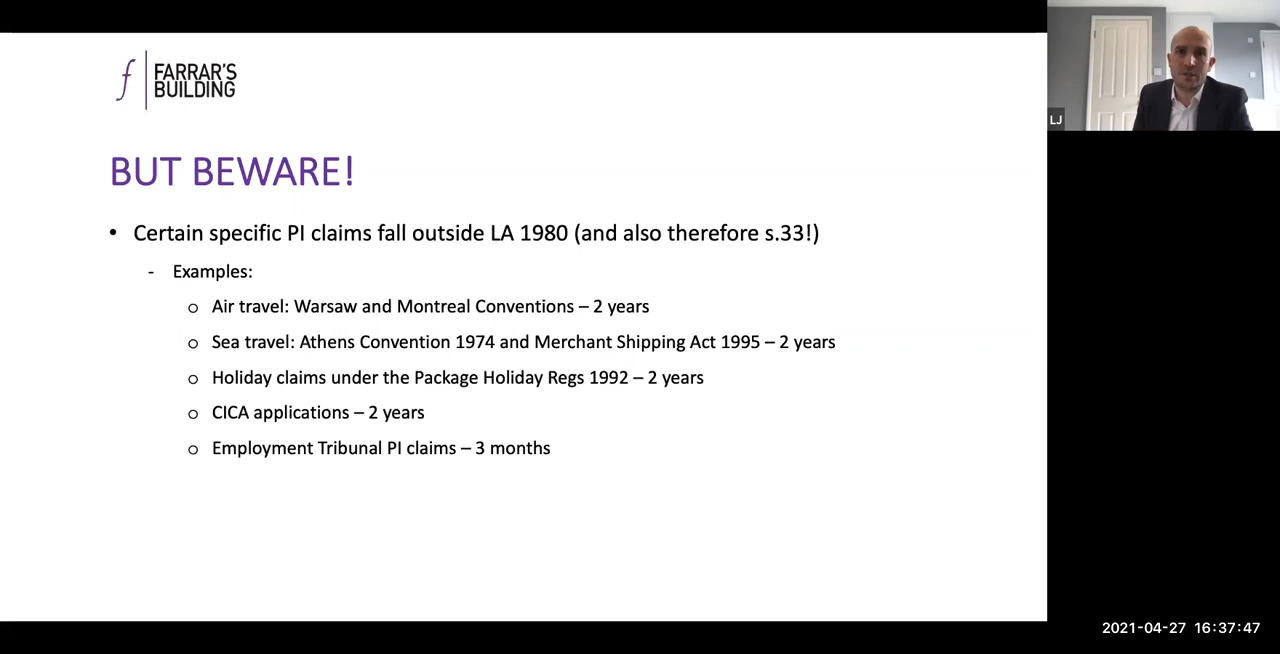 f
FARRAR'S
BUILDING
BUT BEWARE!
• Certain specific PI claims fall outside LA 1980 (and also therefore s.33!)
- Examples:
o Air travel: Warsaw and Montreal Conventions – 2 years
o Sea travel: Athens Convention 1974 and Merchant Shipping Act 1995 – 2 years
o Holiday claims under the Package Holiday Regs 1992 – 2 years
o CICA applications – 2 years
o Employment Tribunal PI claims – 3 months
LJ
2021-04-27 16:37:47